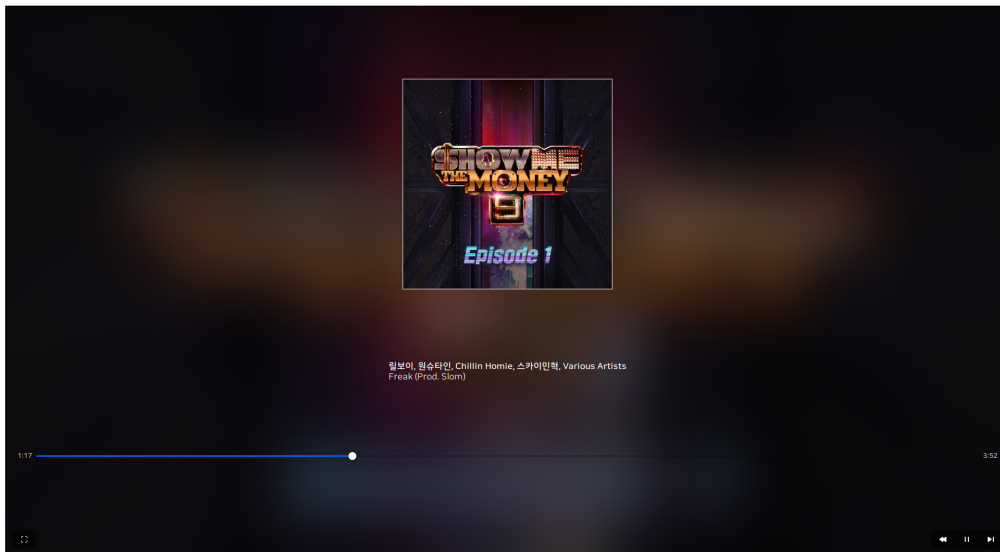 SHOW ME
THE MONEY
9
Episode 1
릴보이, 원슈타인, Chillin Homie, 스카이민혁, Various Artists
Freak (Prod. Slom)
1:17
3:52